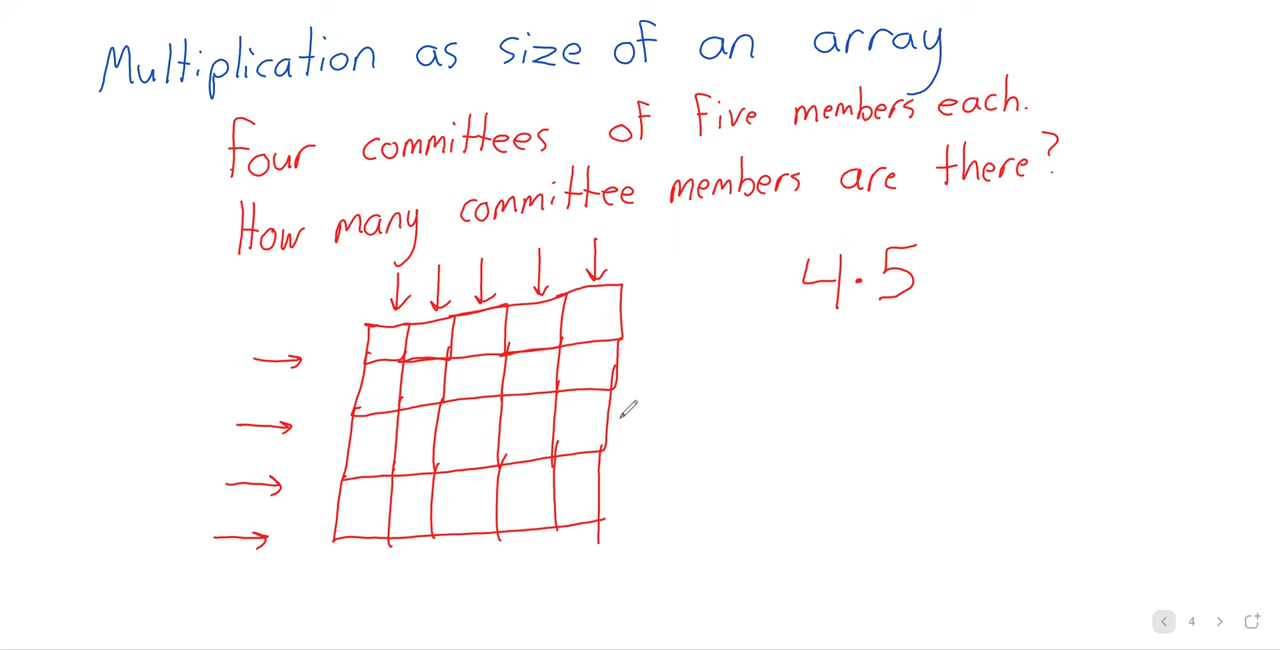 Multiplication as size of an array
Four committees of five members each.
How many committee members are there?
4·5
4